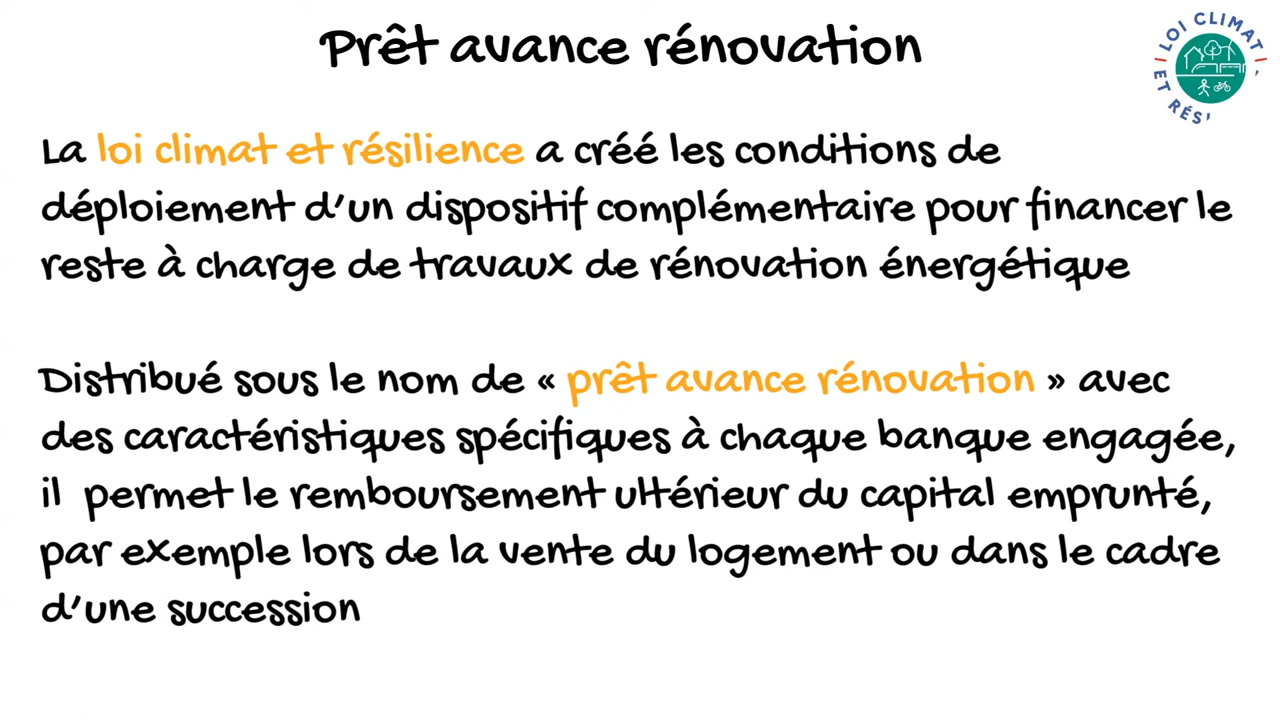 Prêt avance rénovation
LOI CLIMAT
ET RÉS
La loi climat et résilience a créé les conditions de
déploiement d'un dispositif complémentaire pour financer le
reste à charge de travaux de rénovation énergétique
Distribué sous le nom de « prêt avance rénovation » avec
des caractéristiques spécifiques à chaque banque engagée,
il permet le remboursement ultérieur du capital emprunté,
par exemple lors de la vente du logement ou dans le cadre
d'une succession